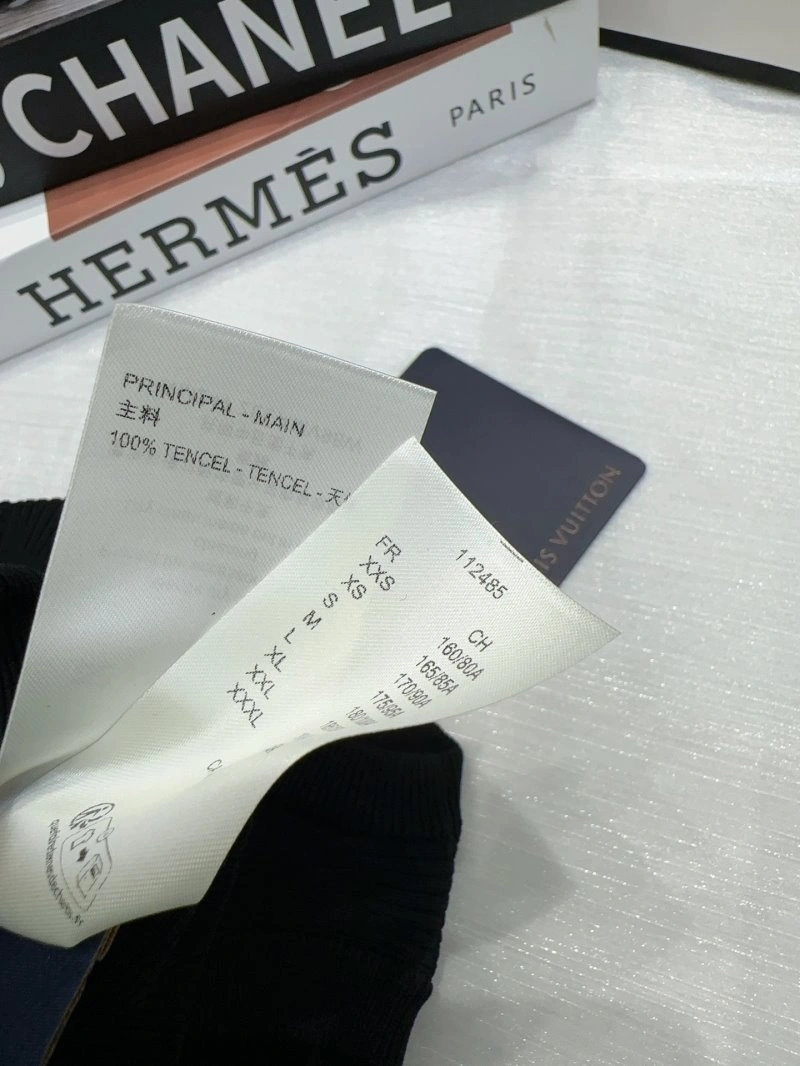 CHANEL
HERMÈS PARIS
PRINCIPAL - MAIN
主料
100% TENCEL - TENCEL - 天
112485
FR CH
XXS 160/80A
XS 165/85A
S 170/90A
M
L
XL
XXL
XXXL
VUITTON